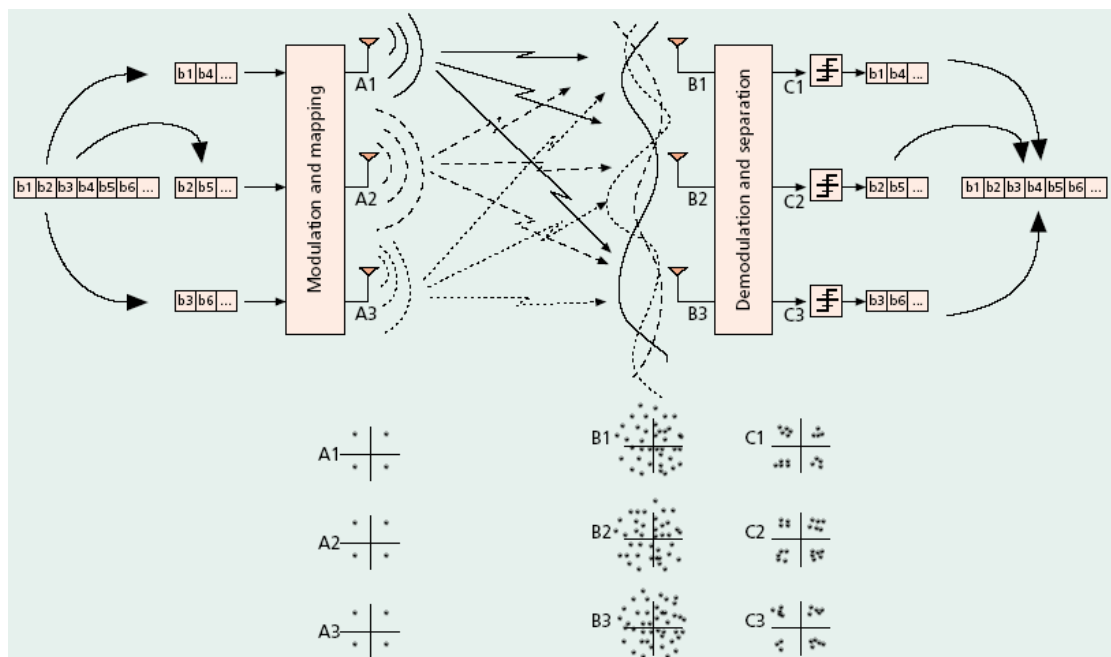 b1 b4 ...
A1
B1
C1
b1 b4 ...
b1 b2 b3 b4 b5 b6 ...
b2 b5 ...
Modulation and mapping
A2
B2
Demodulation and separation
C2
b2 b5 ...
b1 b2 b3 b4 b5 b6 ...
b3 b6 ...
A3
B3
C3
b3 b6 ...
A1
B1
C1
A2
B2
C2
A3
B3
C3